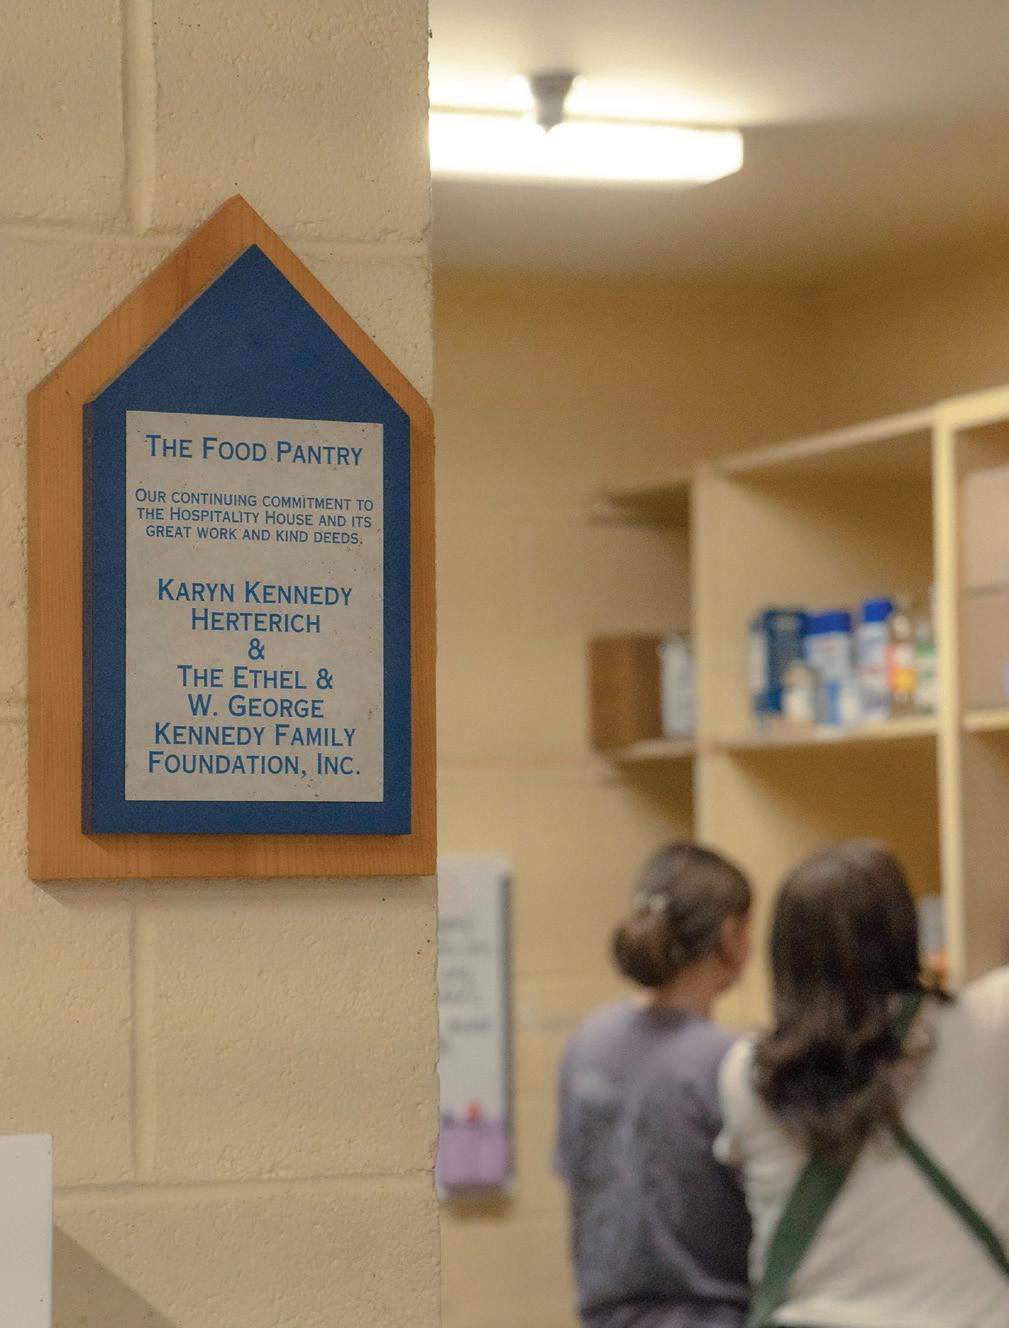 THE FOOD PANTRY
OUR CONTINUING COMMITMENT TO
THE HOSPITALITY HOUSE AND ITS
GREAT WORK AND KIND DEEDS.
KARYN KENNEDY
HERTERICH
&
THE ETHEL &
W. GEORGE
KENNEDY FAMILY
FOUNDATION, INC.